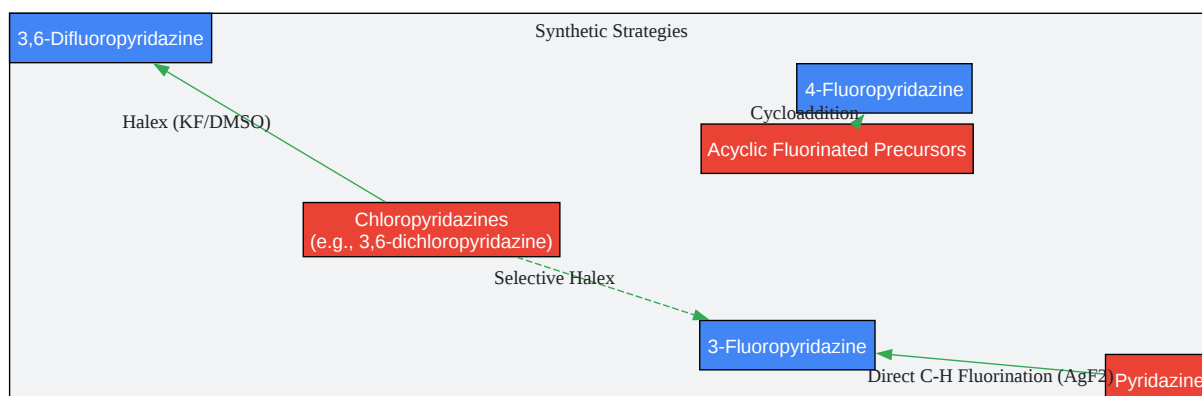 3,6-Difluoropyridazine
Synthetic Strategies
4-Fluoropyridazine
Cycloaddition
Halex (KF/DMSO)
Acyclic Fluorinated Precursors
Chloropyridazines
(e.g., 3,6-dichloropyridazine)
Selective Halex
3-Fluoropyridazine
Direct C-H Fluorination (AgF2)
Pyridazine